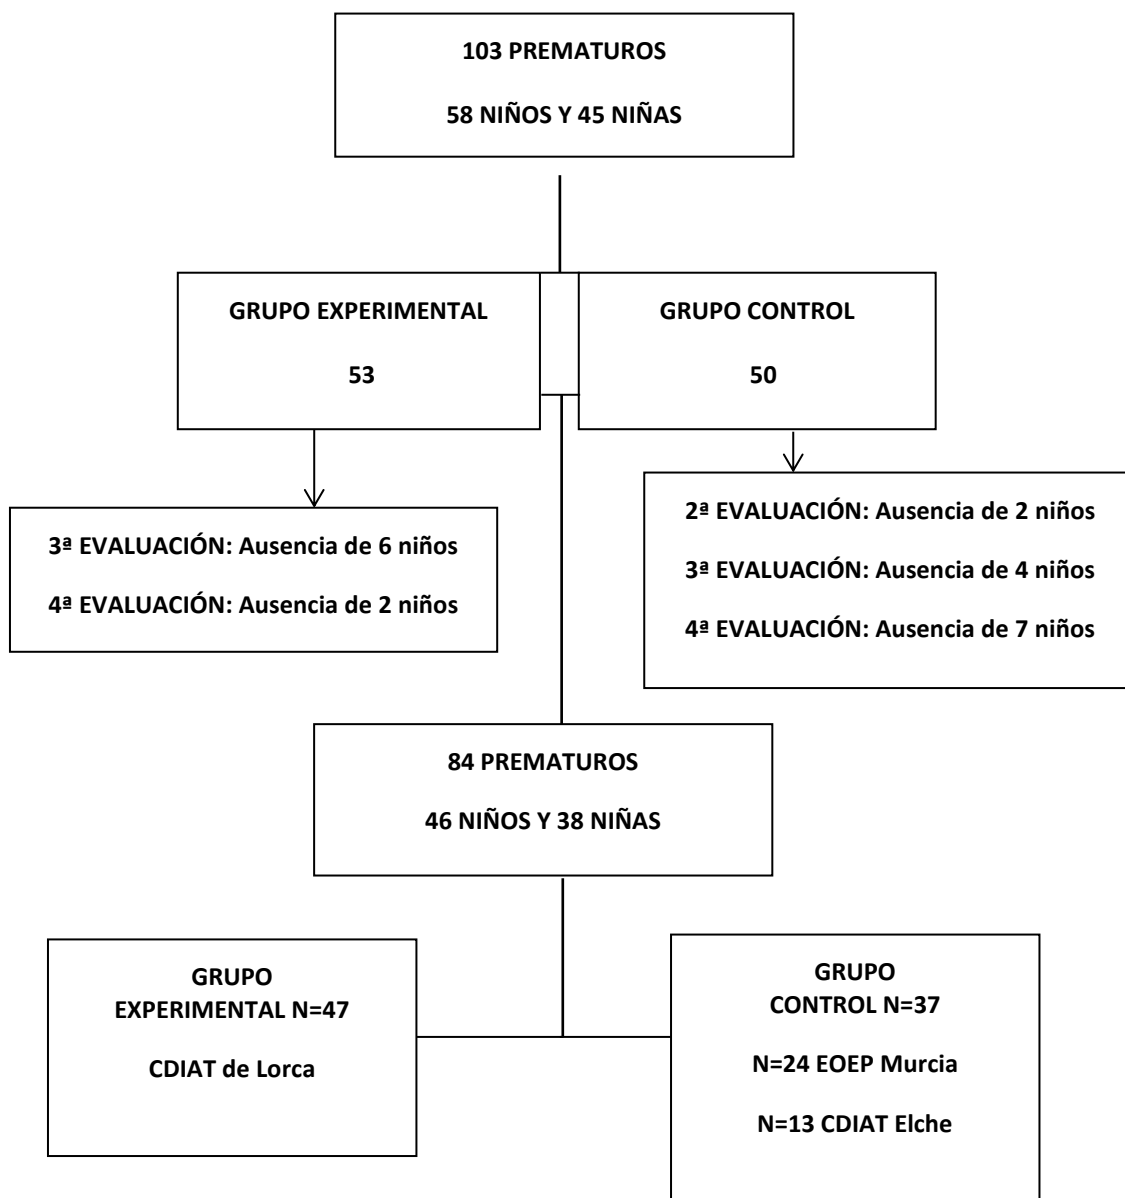 103 PREMATUROS
58 NIÑOS Y 45 NIÑAS
GRUPO EXPERIMENTAL
53
GRUPO CONTROL
50
3ª EVALUACIÓN: Ausencia de 6 niños
4ª EVALUACIÓN: Ausencia de 2 niños
2ª EVALUACIÓN: Ausencia de 2 niños
3ª EVALUACIÓN: Ausencia de 4 niños
4ª EVALUACIÓN: Ausencia de 7 niños
84 PREMATUROS
46 NIÑOS Y 38 NIÑAS
GRUPO
EXPERIMENTAL N=47
CDIAT de Lorca
GRUPO
CONTROL N=37
N=24 EOEP Murcia
N=13 CDIAT Elche